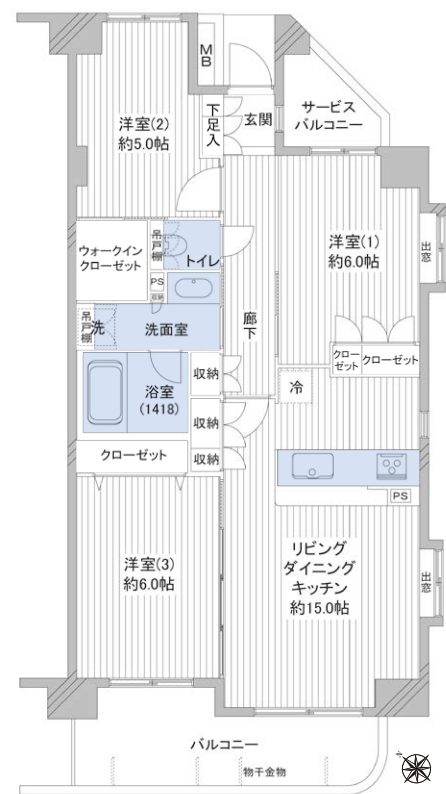 MB
下足入
玄関
サービス
バルコニー
洋室(2)
約5.0帖
洋室(1)
約6.0帖
出窓
ウォークイン
クローゼット
吊戸棚
トイレ
PS
収納
吊戸棚
洗
洗面室
廊下
浴室
(1418)
収納
収納
収納
クロー
ゼット
クローゼット
冷
クローゼット
PS
洋室(3)
約6.0帖
リビング
ダイニング
キッチン
約15.0帖
出窓
バルコニー
物干金物